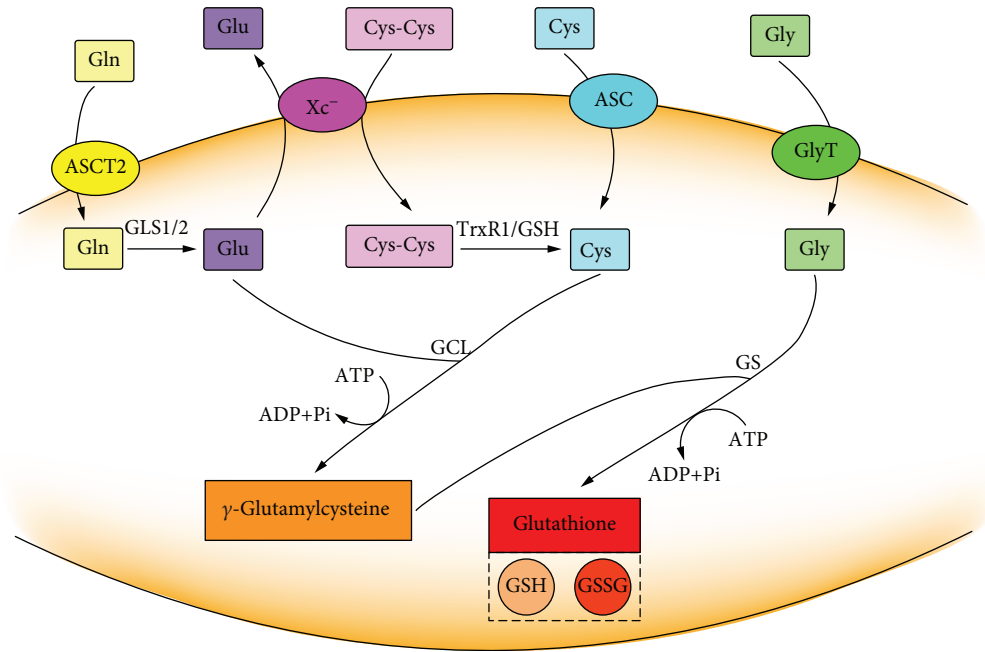 Glu
Cys-Cys
Cys
Gly
Gln
Xc⁻
ASC
GlyT
ASCT2
GLS1/2
TrxR1/GSH
Gln
Glu
Cys-Cys
Cys
Gly
GCL
GS
ATP
ADP+Pi
ATP
ADP+Pi
γ-Glutamylcysteine
Glutathione
GSH
GSSG